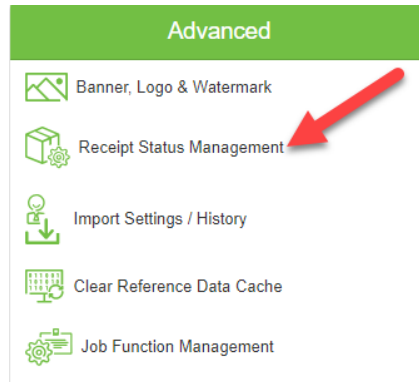 Advanced
Banner, Logo & Watermark
Receipt Status Management
Import Settings / History
Clear Reference Data Cache
Job Function Management